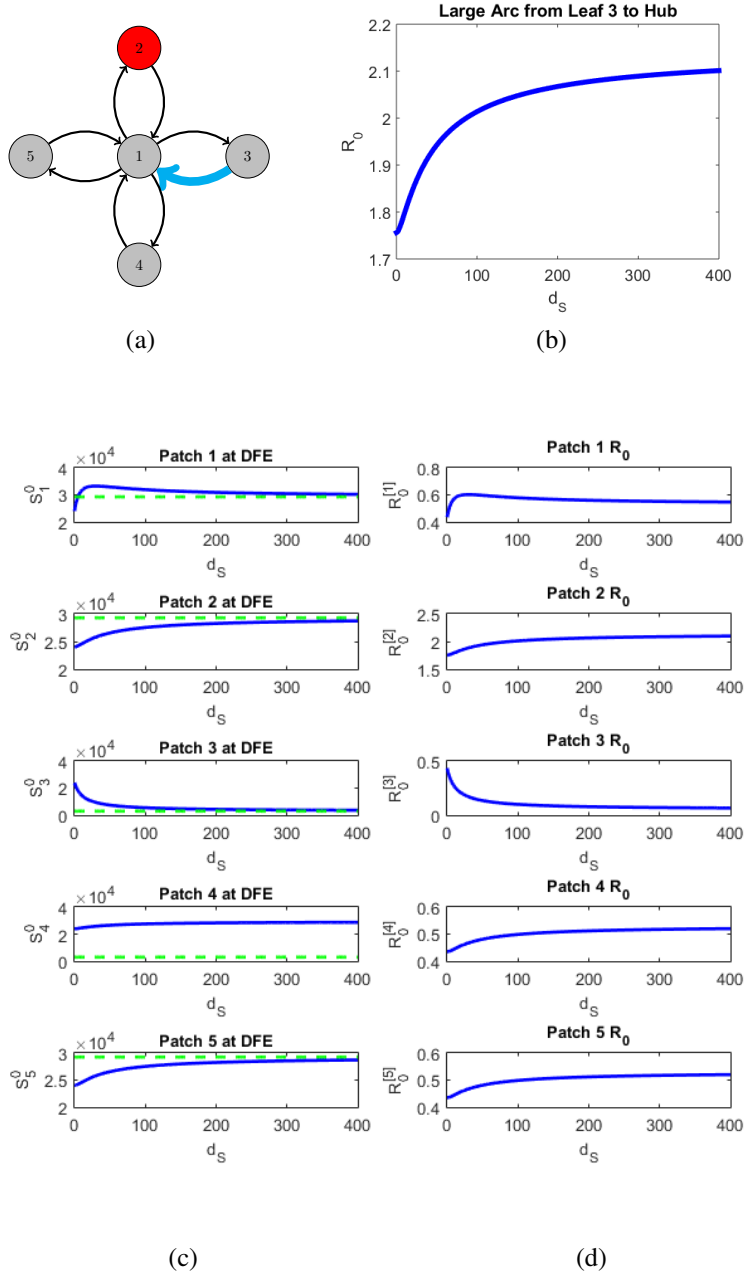 2
5
1
3
4
(a)
Large Arc from Leaf 3 to Hub
2.2
2.1
2
1.9
1.8
1.7
R0
0 100 200 300 400
dS
(b)
×10^4 Patch 1 at DFE
4
3
2
S1^0
0 100 200 300 400
dS
Patch 1 R0
0.8
0.6
0.4
R0^[1]
0 100 200 300 400
dS
×10^4 Patch 2 at DFE
3
2.5
2
S2^0
0 100 200 300 400
dS
Patch 2 R0
2.5
2
1.5
R0^[2]
0 100 200 300 400
dS
×10^4 Patch 3 at DFE
4
2
0
S3^0
0 100 200 300 400
dS
Patch 3 R0
0.5
0
R0^[3]
0 100 200 300 400
dS
×10^4 Patch 4 at DFE
4
2
0
S4^0
0 100 200 300 400
dS
Patch 4 R0
0.6
0.5
0.4
R0^[4]
0 100 200 300 400
dS
×10^4 Patch 5 at DFE
3
2.5
2
S5^0
0 100 200 300 400
dS
Patch 5 R0
0.6
0.5
0.4
R0^[5]
0 100 200 300 400
dS
(c)
(d)